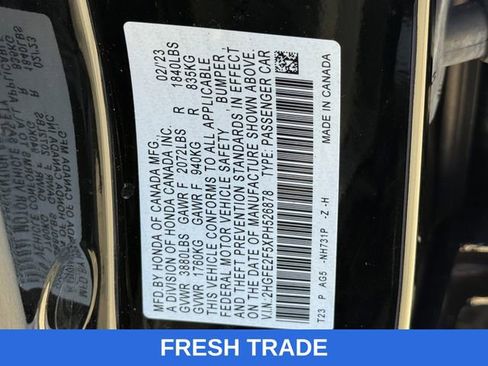 MFD. BY HONDA OF CANADA MFG. 02/23
A DIVISION OF HONDA CANADA INC.
GVWR 3880LBS GAWR F 2072LBS R 1840LBS
GVWR 1760KG GAWR F 940KG R 835KG
THIS VEHICLE CONFORMS TO ALL APPLICABLE
FEDERAL MOTOR VEHICLE SAFETY, BUMPER,
AND THEFT PREVENTION STANDARDS IN EFFECT
ON THE DATE OF MANUFACTURE SHOWN ABOVE.
V.I.N.: 2HGFE2F5XPH526878 TYPE: PASSENGER CAR
T23 P AG5 -NH731P -Z -H MADE IN CANADA
FRESH TRADE